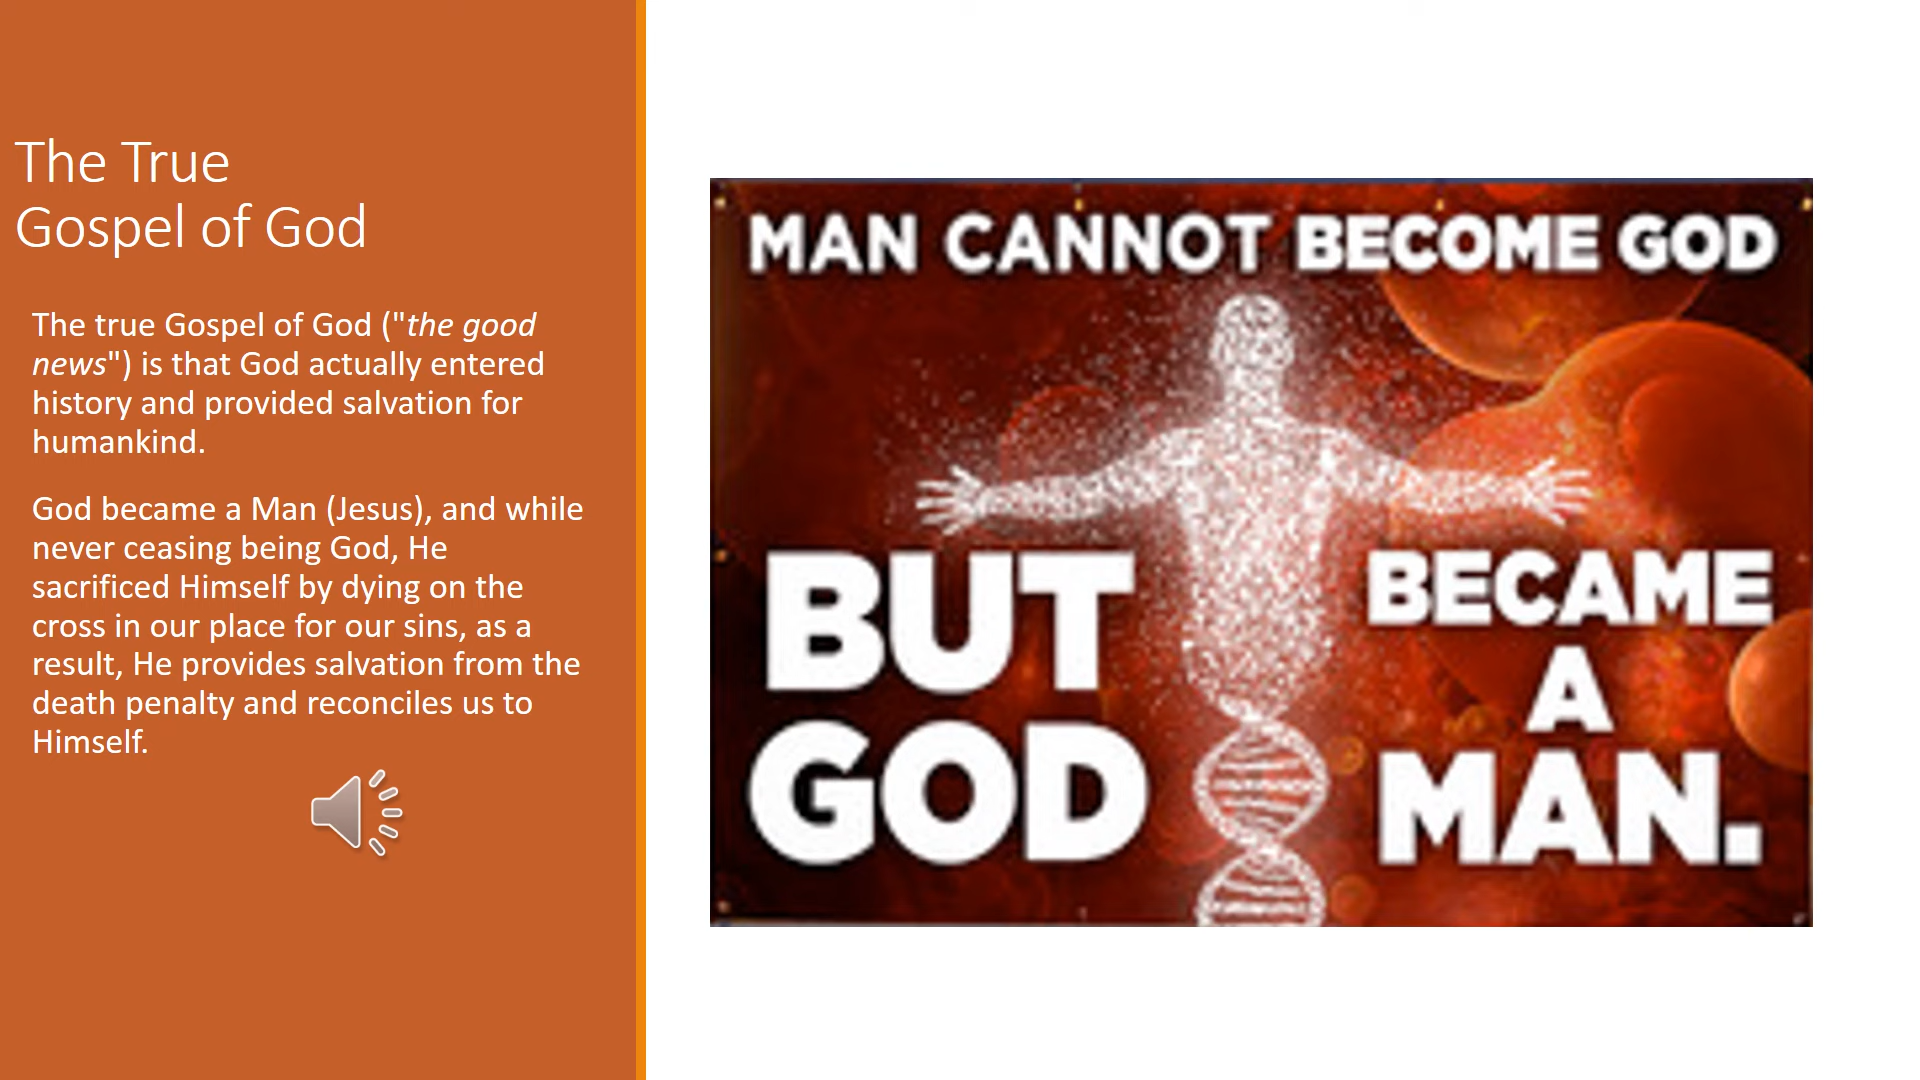 The True
Gospel of God
The true Gospel of God ("the good
news") is that God actually entered
history and provided salvation for
humankind.
God became a Man (Jesus), and while
never ceasing being God, He
sacrificed Himself by dying on the
cross in our place for our sins, as a
result, He provides salvation from the
death penalty and reconciles us to
Himself.
MAN CANNOT BECOME GOD
BUT
GOD
BECAME
A
MAN.